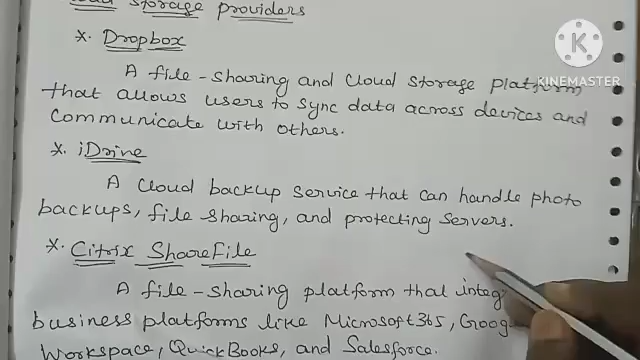 storage providers
* Dropbox
A file-sharing and cloud storage platform
that allows users to sync data across devices and
communicate with others.
* iDrive
A cloud backup service that can handle photo
backups, file sharing, and protecting servers.
* Citrix ShareFile
A file-sharing platform that integ
business platforms like Microsoft 365, Goog
Workspace, QuickBooks, and Salesforce.
K
KINEMASTER